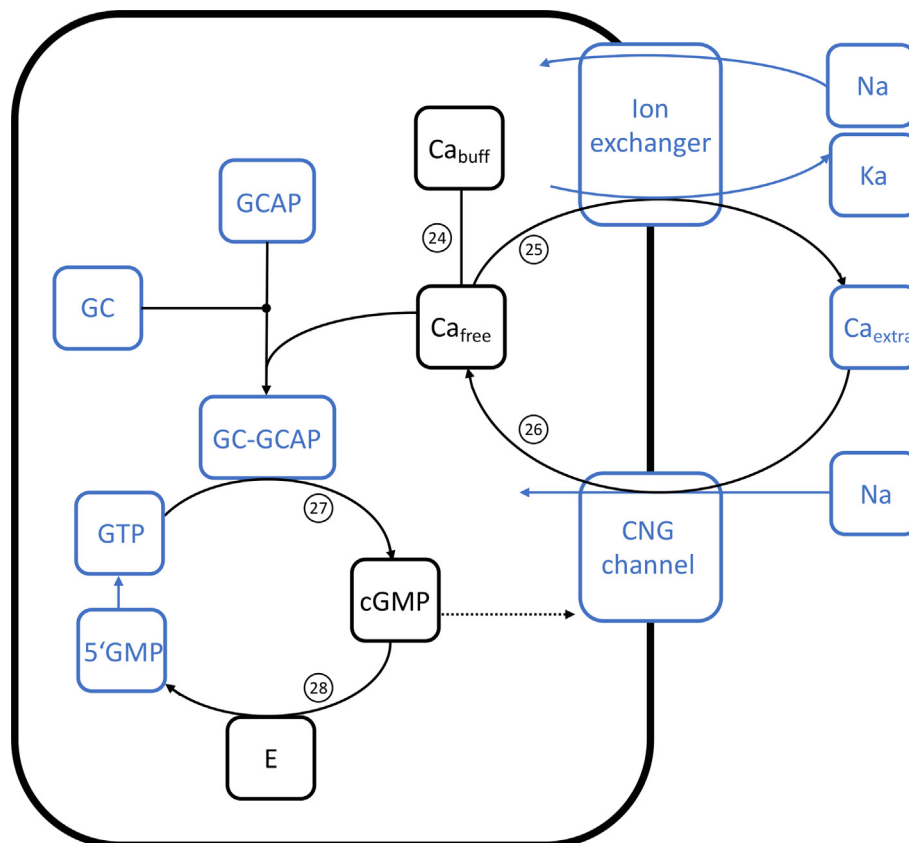 Na
Ion
exchanger
Ca buff
Ka
GCAP
24
25
GC
Ca free
Ca extra
26
GC-GCAP
Na
27
GTP
CNG
channel
cGMP
5‘GMP
28
E